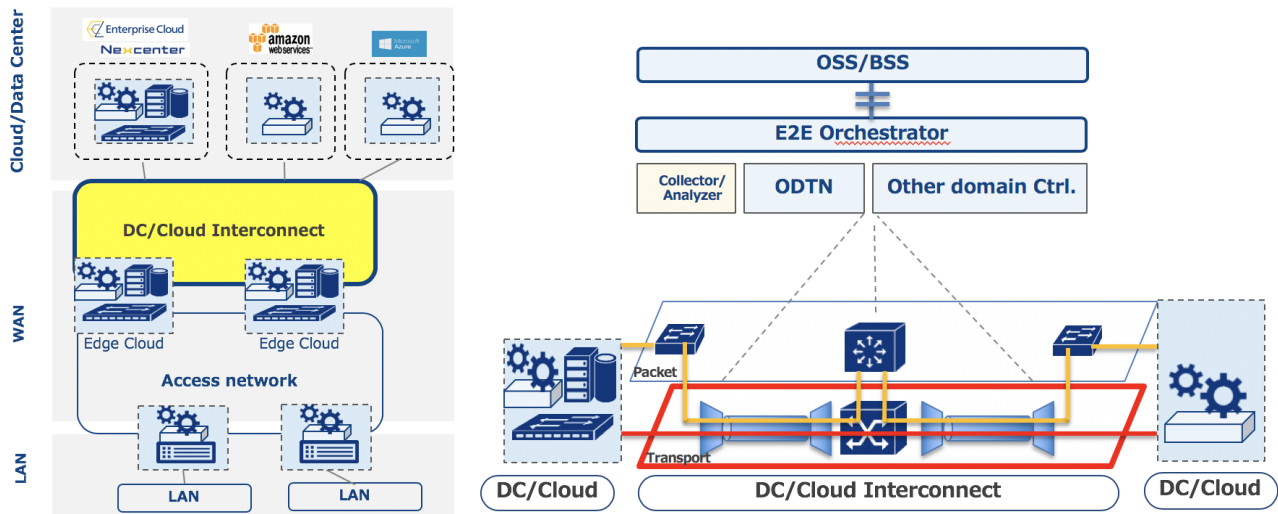 Cloud/Data Center
Enterprise Cloud
Nexcenter
amazon
web services™
Microsoft
Azure
DC/Cloud Interconnect
WAN
Edge Cloud
Edge Cloud
Access network
LAN
LAN
LAN
OSS/BSS
E2E Orchestrator
Collector/
Analyzer
ODTN
Other domain Ctrl.
Packet
Transport
DC/Cloud
DC/Cloud Interconnect
DC/Cloud